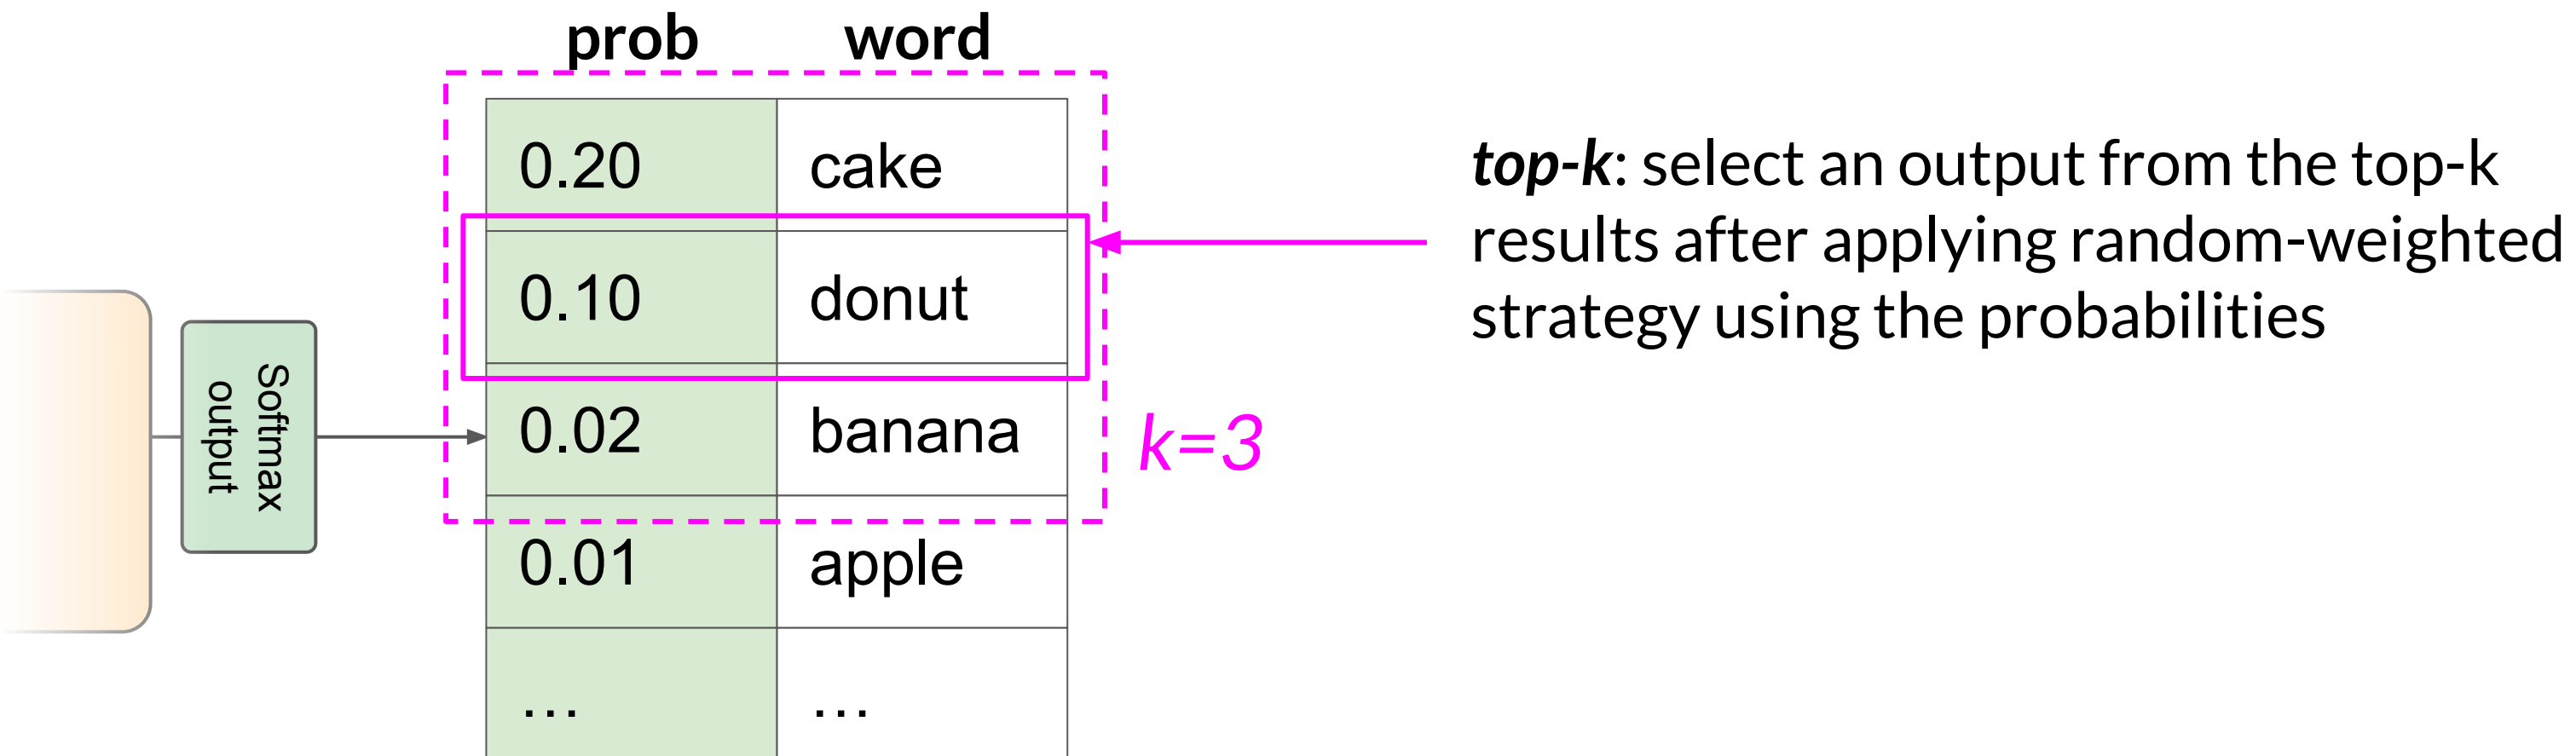 prob word
0.20 cake
0.10 donut
0.02 banana
0.01 apple
… …
Softmax
output
k=3
top-k: select an output from the top-k
results after applying random-weighted
strategy using the probabilities